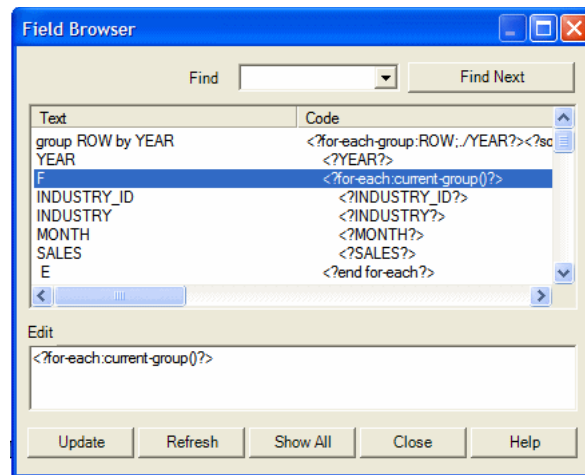 Field Browser
Find Find Next
Text Code
group ROW by YEAR <?for-each-group:ROW;./YEAR?><?so
YEAR <?YEAR?>
F <?for-each:current-group()?>
INDUSTRY_ID <?INDUSTRY_ID?>
INDUSTRY <?INDUSTRY?>
MONTH <?MONTH?>
SALES <?SALES?>
E <?end for-each?>
Edit
<?for-each:current-group()?>
Update Refresh Show All Close Help